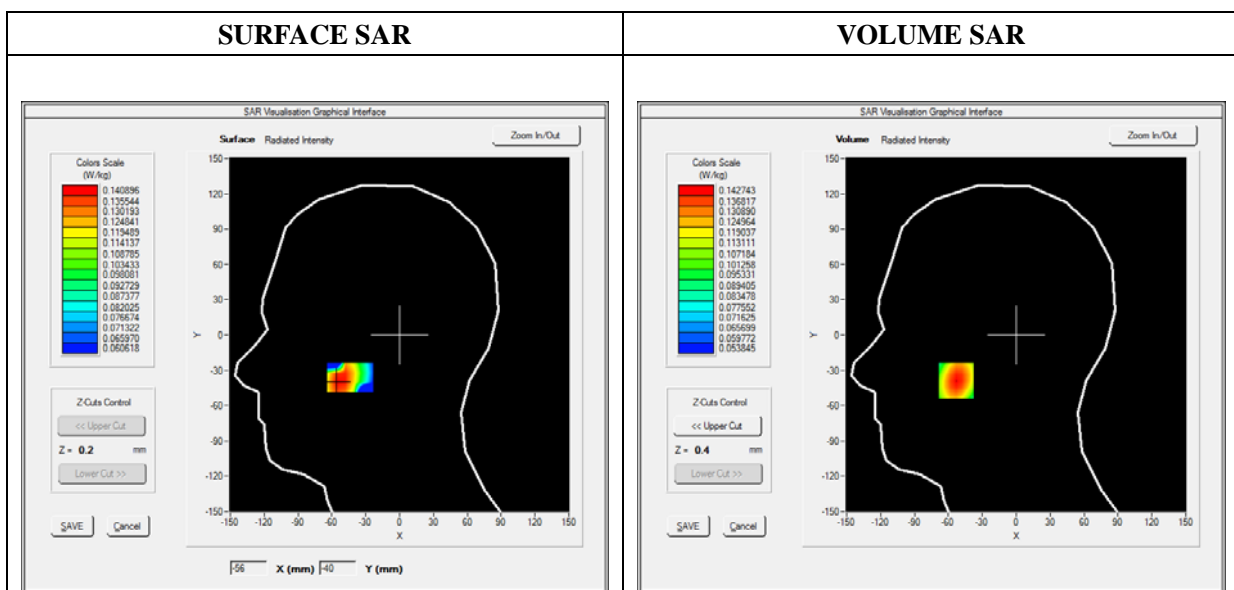 SURFACE SAR
VOLUME SAR
SAR Visualisation Graphical Interface
Surface Radiated Intensity
Zoom In/Out
Colors Scale
(W/kg)
0.140896
0.135544
0.130193
0.124841
0.119489
0.114137
0.108785
0.103433
0.098081
0.092729
0.087377
0.082025
0.076674
0.071322
0.065970
0.060618
Z-Cuts Control
<< Upper Cut
Z = 0.2 mm
Lower Cut >>
SAVE Cancel
150
120
90
60
30
0
-30
-60
-90
-120
-150
Y
-150 -120 -90 -60 -30 0 30 60 90 120 150
X
-56 X (mm) -40 Y (mm)
SAR Visualisation Graphical Interface
Volume Radiated Intensity
Zoom In/Out
Colors Scale
(W/kg)
0.142743
0.136817
0.130890
0.124964
0.119037
0.113111
0.107184
0.101258
0.095331
0.089405
0.083478
0.077552
0.071625
0.065699
0.059772
0.053845
Z-Cuts Control
<< Upper Cut
Z = 0.4 mm
Lower Cut >>
SAVE Cancel
150
120
90
60
30
0
-30
-60
-90
-120
-150
Y
-150 -120 -90 -60 -30 0 30 60 90 120 150
X